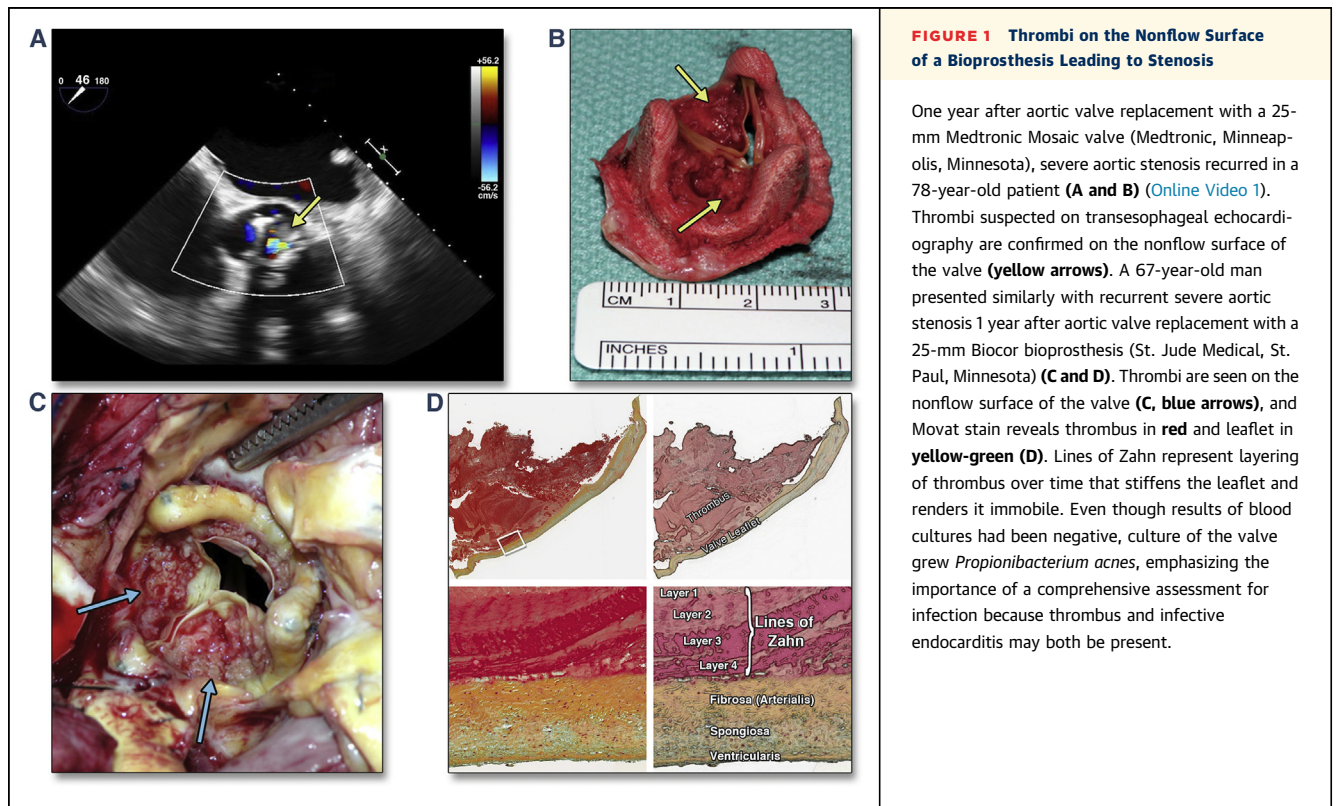 A
0 46 180
+56.2
-56.2
cm/s
B
CM 1 2 3
INCHES 1
C
D
Thrombus
Valve Leaflet
Layer 1
Layer 2
Layer 3
Layer 4
Lines of
Zahn
Fibrosa (Arterialis)
Spongiosa
Ventricularis
FIGURE 1 Thrombi on the Nonflow Surface
of a Bioprosthesis Leading to Stenosis
One year after aortic valve replacement with a 25-
mm Medtronic Mosaic valve (Medtronic, Minneap-
olis, Minnesota), severe aortic stenosis recurred in a
78-year-old patient (A and B) (Online Video 1).
Thrombi suspected on transesophageal echocardi-
ography are confirmed on the nonflow surface of
the valve (yellow arrows). A 67-year-old man
presented similarly with recurrent severe aortic
stenosis 1 year after aortic valve replacement with a
25-mm Biocor bioprosthesis (St. Jude Medical, St.
Paul, Minnesota) (C and D). Thrombi are seen on the
nonflow surface of the valve (C, blue arrows), and
Movat stain reveals thrombus in red and leaflet in
yellow-green (D). Lines of Zahn represent layering
of thrombus over time that stiffens the leaflet and
renders it immobile. Even though results of blood
cultures had been negative, culture of the valve
grew Propionibacterium acnes, emphasizing the
importance of a comprehensive assessment for
infection because thrombus and infective
endocarditis may both be present.